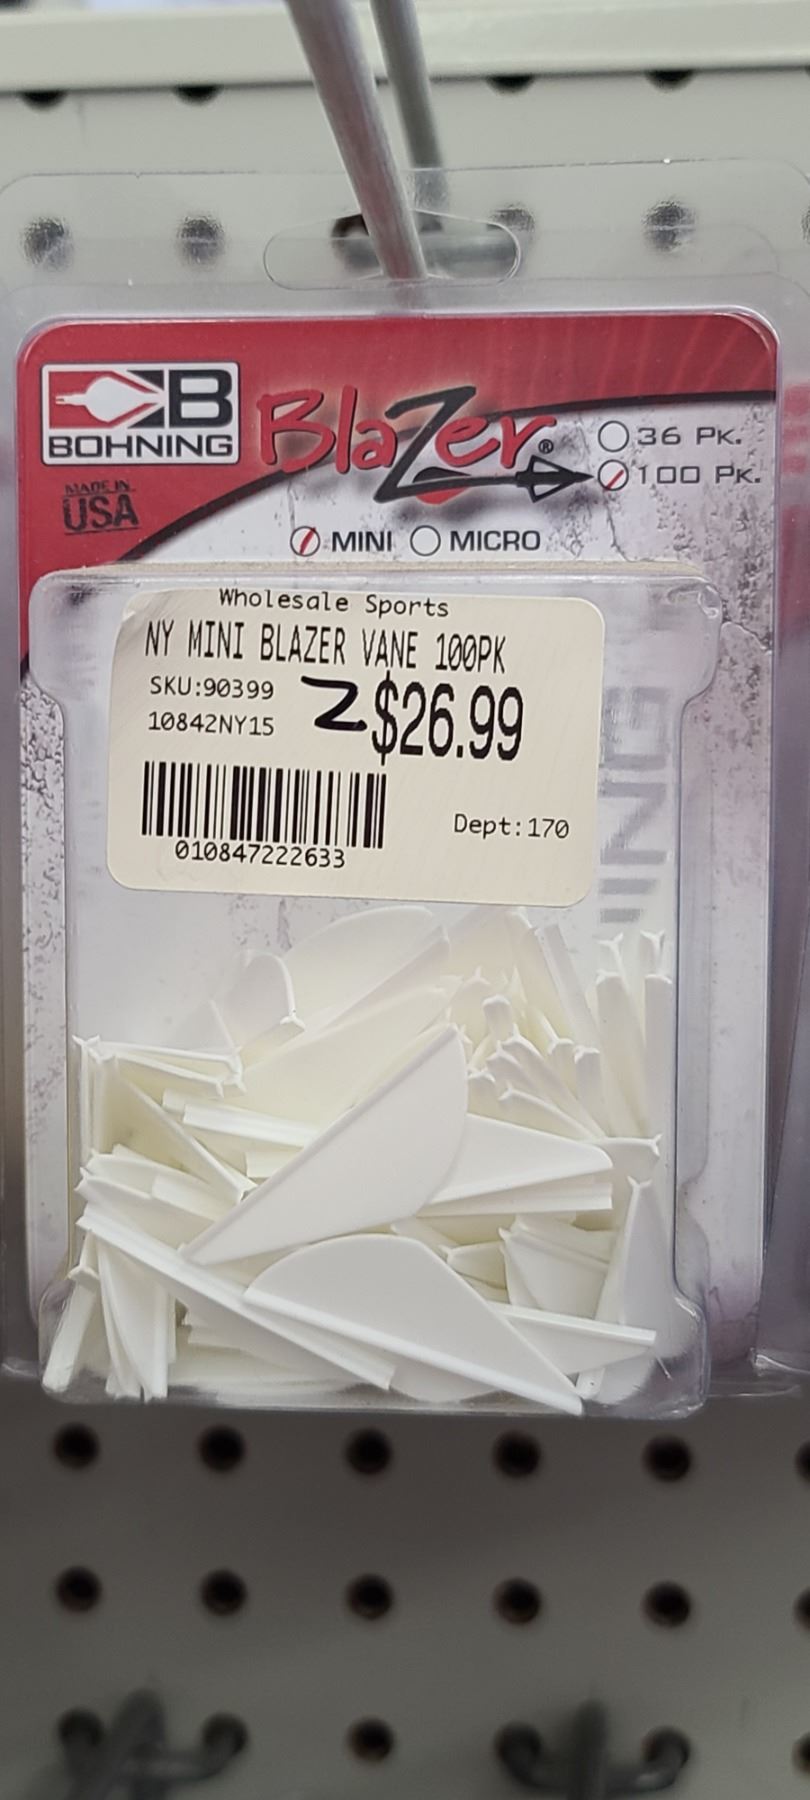 B
BOHNING
MADE IN
USA
BlaZer®
36 PK.
100 PK.
MINI MICRO
Wholesale Sports
NY MINI BLAZER VANE 100PK
SKU:90399
10842NY15
Z $26.99
Dept:170
010847222633